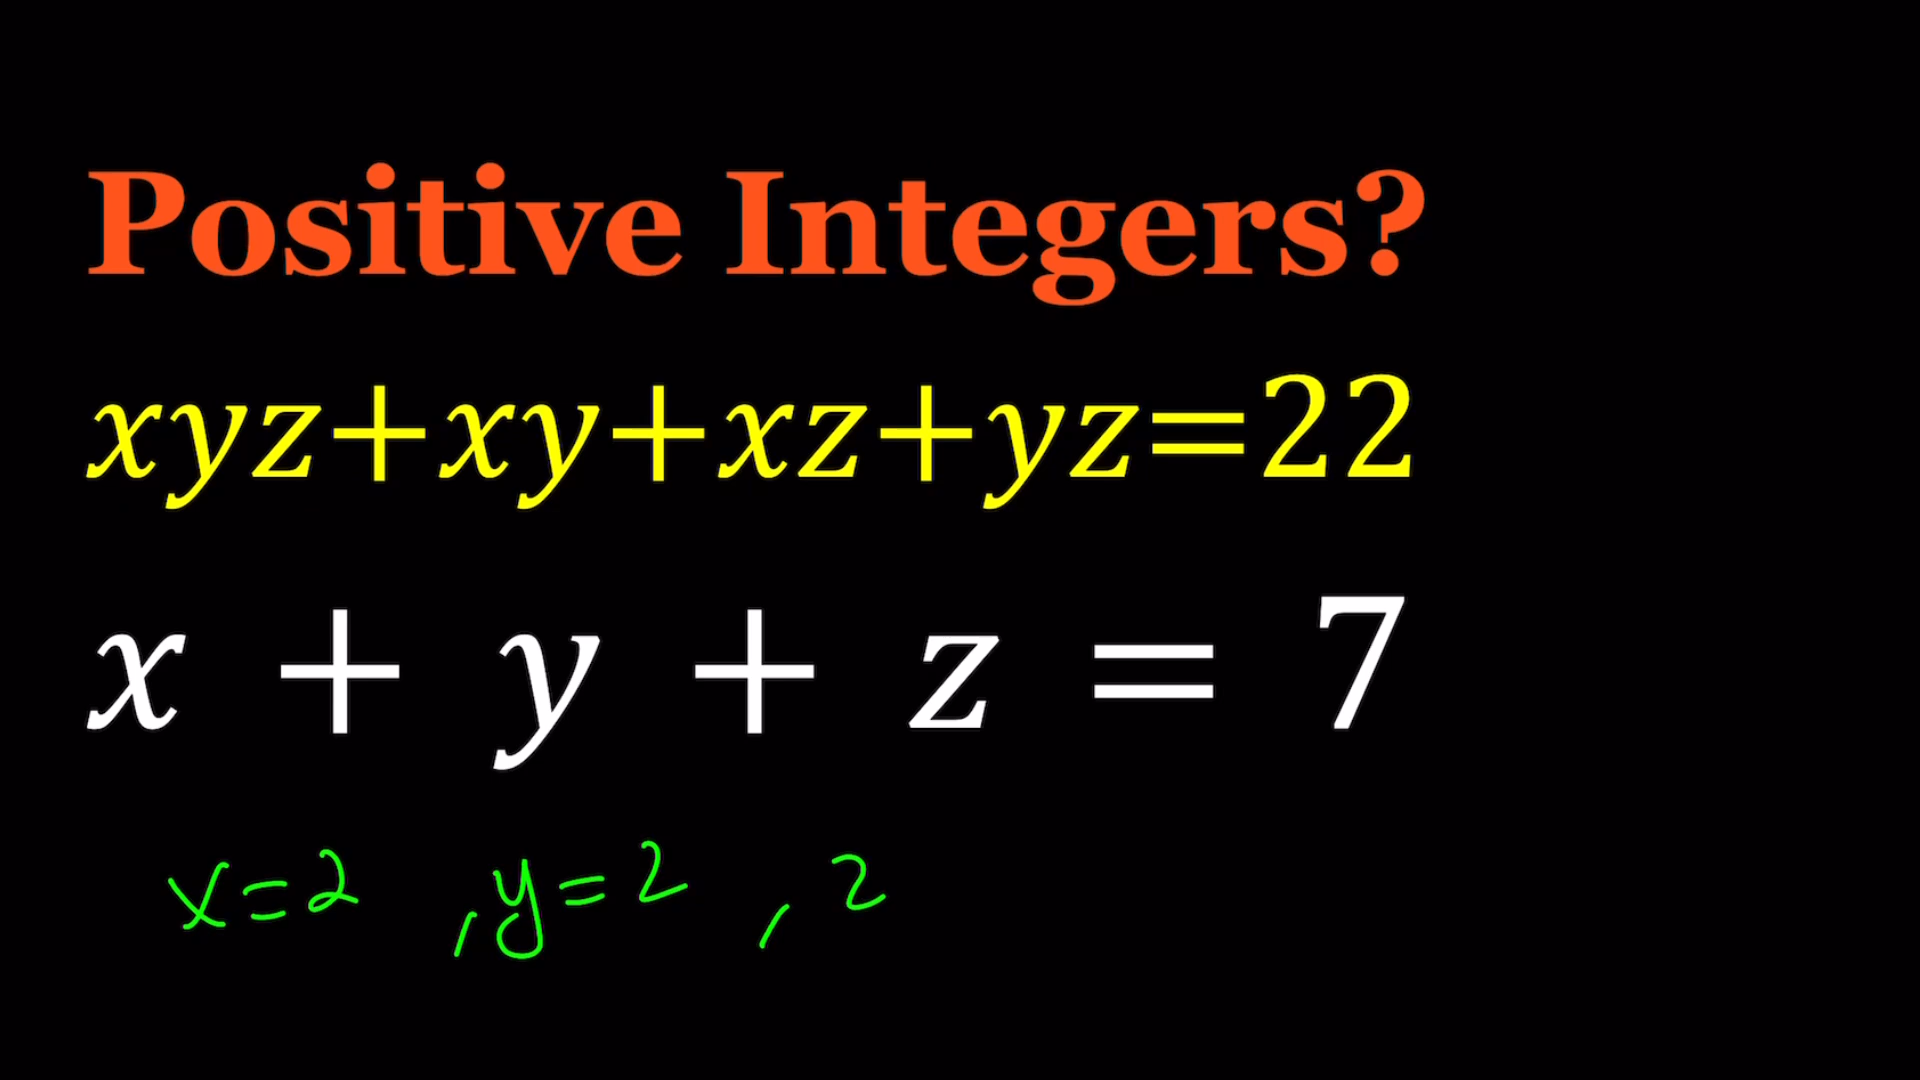 Positive Integers?
xyz+xy+xz+yz=22
x + y + z = 7
x=2 , y=2 , 2